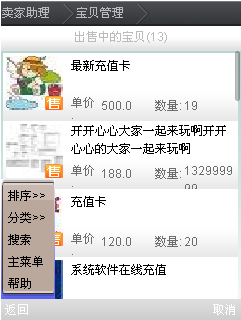 卖家助理 宝贝管理
出售中的宝贝(13)
最新充值卡
售
单价: 500.0 数量: 19
开开心心大家一起来玩啊开开
心心的大家一起来玩啊
售
单价: 188.0 数量: 1329999
99
充值卡
单价: 120.0 数量: 20
系统软件在线充值
排序>>
分类>>
搜索
主菜单
帮助
返回 取消